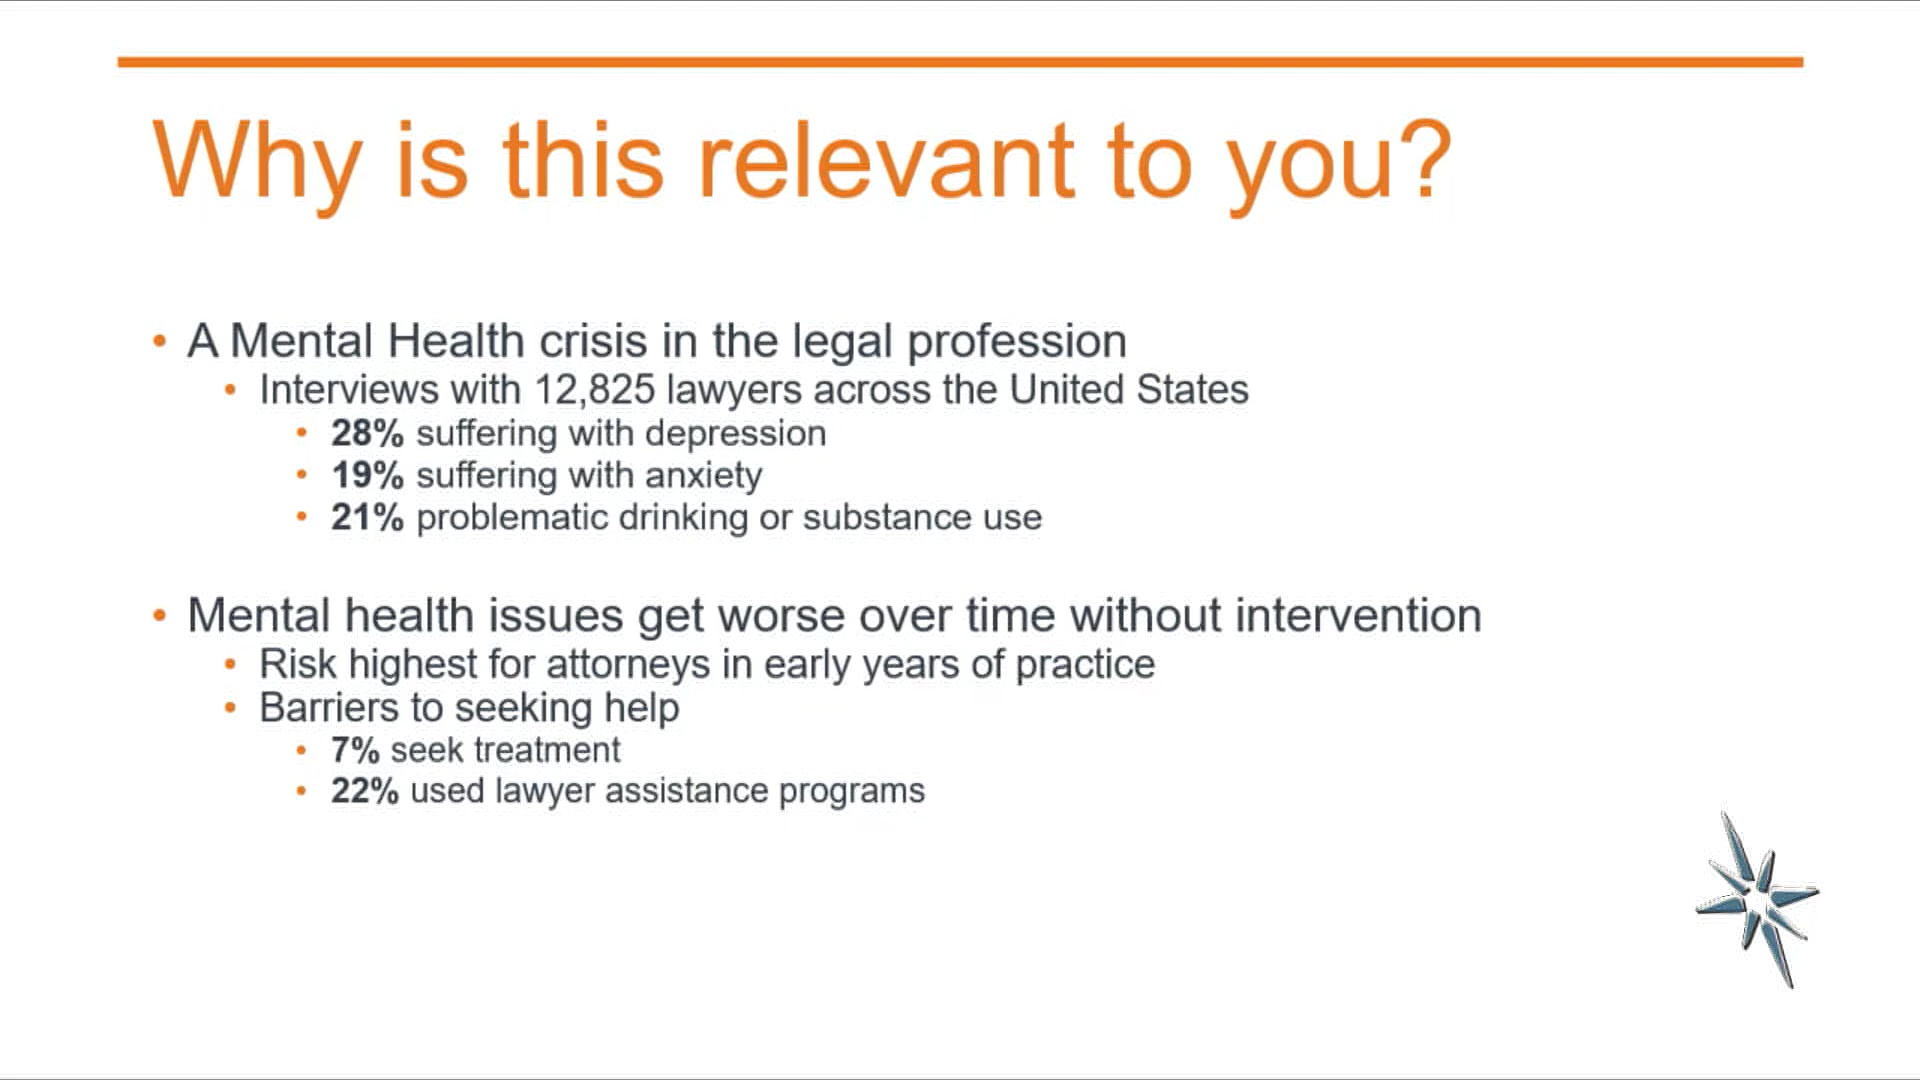 Why is this relevant to you?
• A Mental Health crisis in the legal profession
• Interviews with 12,825 lawyers across the United States
• 28% suffering with depression
• 19% suffering with anxiety
• 21% problematic drinking or substance use
• Mental health issues get worse over time without intervention
• Risk highest for attorneys in early years of practice
• Barriers to seeking help
• 7% seek treatment
• 22% used lawyer assistance programs